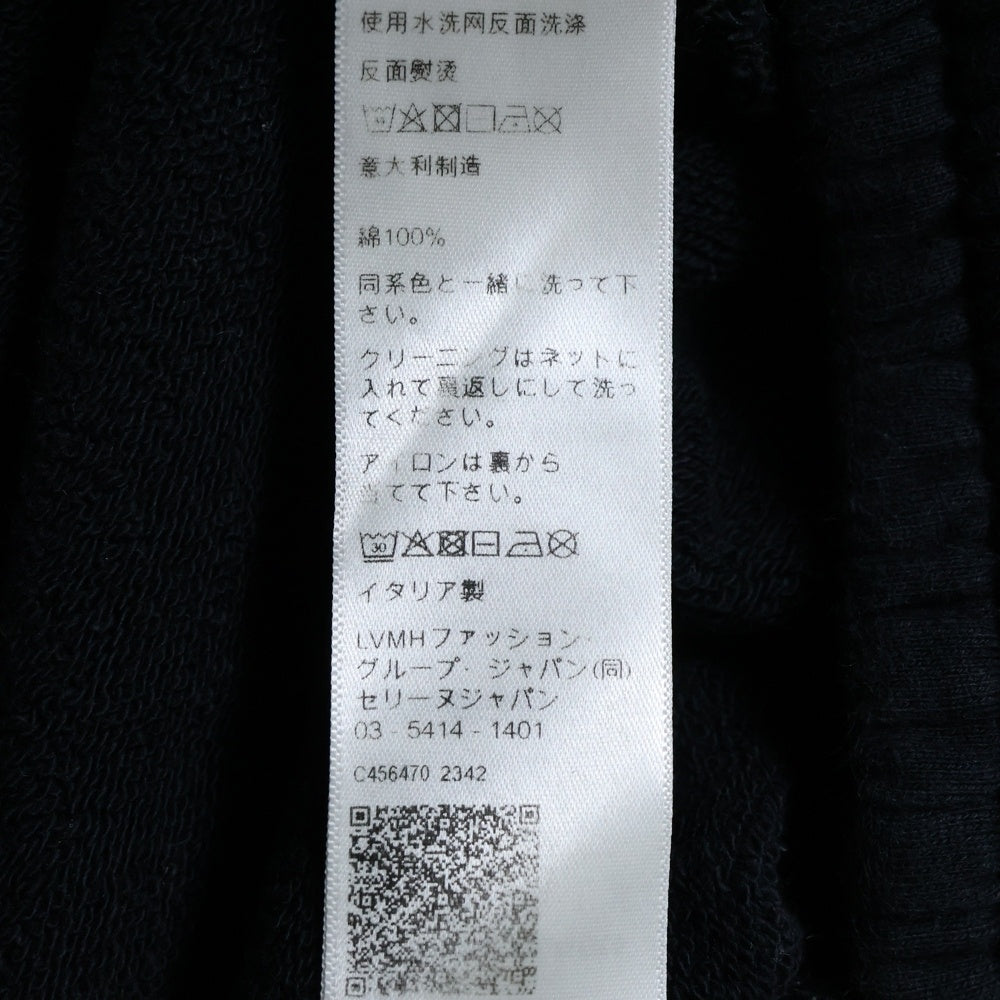 使用水洗网反面洗涤
反面熨烫
意大利制造
綿100%
同系色と一緒に洗って下
さい。
クリーニングはネットに
入れて裏返しにして洗っ
てください。
アイロンは裏から
当てて下さい。
30
イタリア製
LVMHファッション·
グループ· ジャパン(同)
セリーヌジャパン
03 - 5414 - 1401
C456470 2342